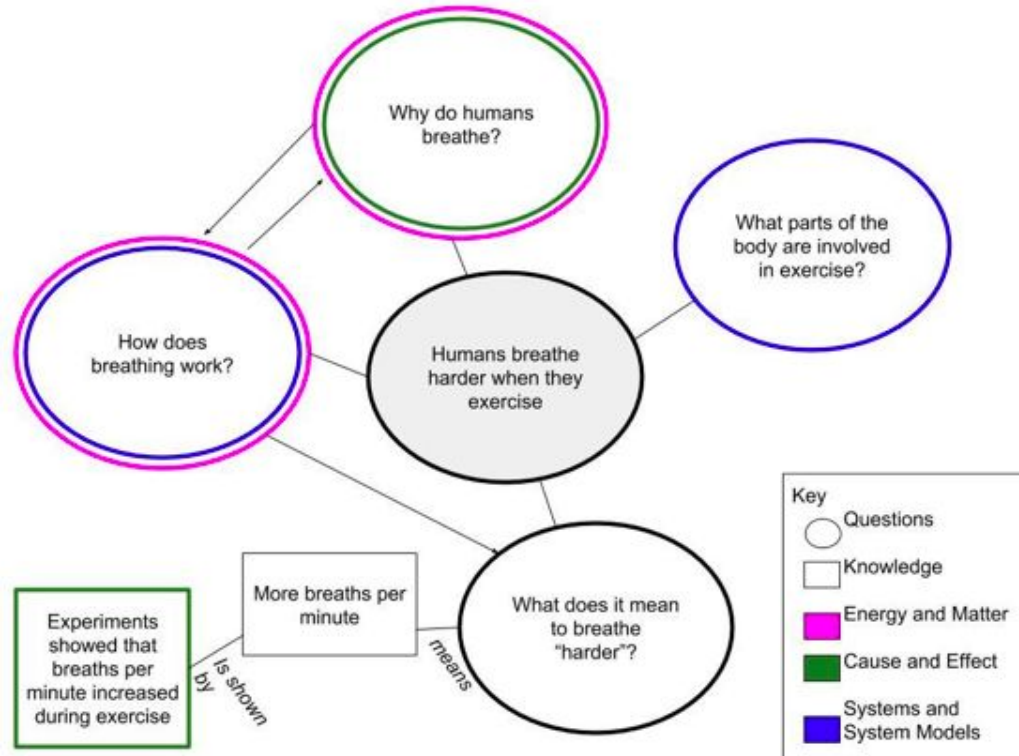 Why do humans
breathe?
What parts of the
body are involved
in exercise?
How does
breathing work?
Humans breathe
harder when they
exercise
What does it mean
to breathe
“harder”?
means
More breaths per
minute
Is shown
by
Experiments
showed that
breaths per
minute increased
during exercise
Key
Questions
Knowledge
Energy and Matter
Cause and Effect
Systems and
System Models